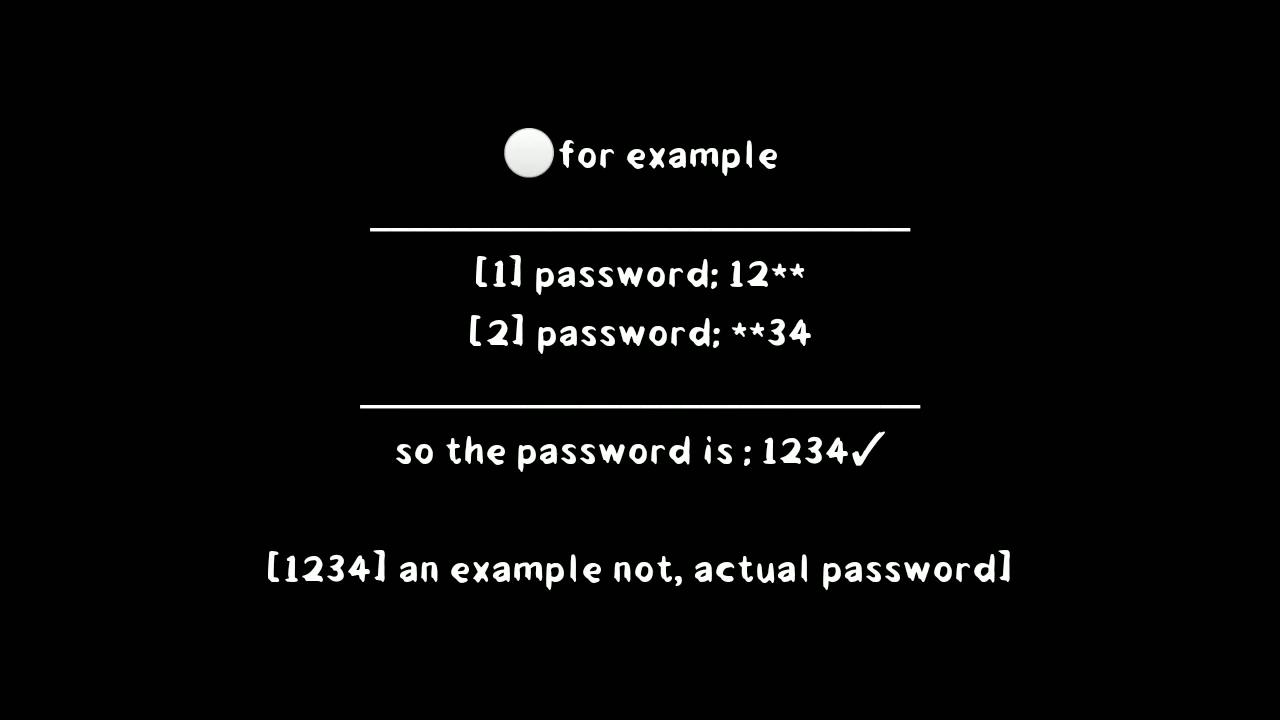 ⚪for example
[1] password; 12**
[2] password; **34
so the password is ; 1234✓
[1234] an example not, actual password]